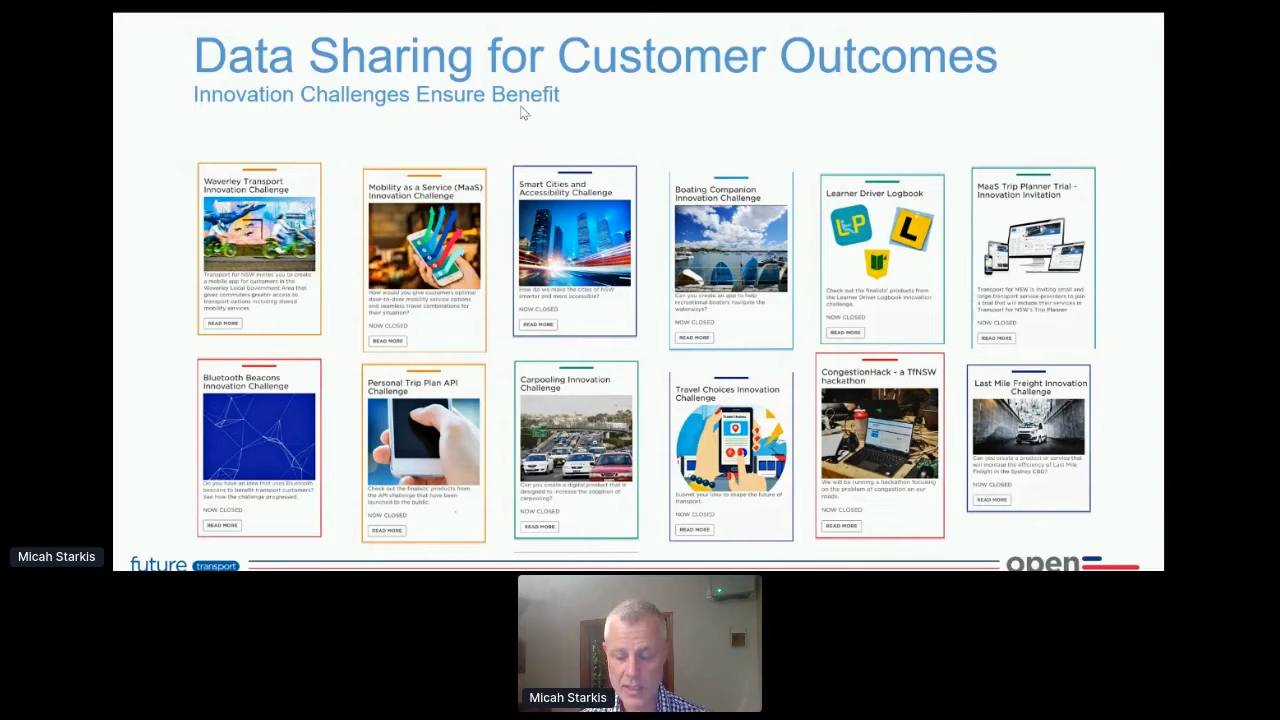 Data Sharing for Customer Outcomes
Innovation Challenges Ensure Benefit
Waverley Transport
Innovation Challenge
Transport for NSW invites you to create
a mobile app for customers in the
Waverley Local Government Area that
gives commuters greater access to
transport options including shared
mobility services.
READ MORE
Mobility as a Service (MaaS)
Innovation Challenge
How would you give customers optimal
door-to-door mobility service options
and seamless travel combinations for
their situation?
NOW CLOSED
READ MORE
Smart Cities and
Accessibility Challenge
How do we make the cities of NSW
smarter and more accessible?
NOW CLOSED
READ MORE
Boating Companion
Innovation Challenge
Can you create an app to help
recreational boaters navigate the
waterways?
NOW CLOSED
READ MORE
Learner Driver Logbook
L
Check out the finalists' products from
the Learner Driver Logbook innovation
challenge.
NOW CLOSED
READ MORE
MaaS Trip Planner Trial -
Innovation Invitation
Transport for NSW is inviting small and
large transport service providers to join
a trial that will include their services in
Transport for NSW's Trip Planner
NOW CLOSED
READ MORE
Bluetooth Beacons
Innovation Challenge
Do you have an idea that uses Bluetooth
beacons to benefit transport customers?
See how the challenge progressed.
NOW CLOSED
READ MORE
Personal Trip Plan API
Challenge
Check out the finalists' products from
the API challenge that have been
launched to the public.
NOW CLOSED
READ MORE
Carpooling Innovation
Challenge
Can you create a digital product that is
designed to increase the adoption of
carpooling?
NOW CLOSED
READ MORE
Travel Choices Innovation
Challenge
Submit your idea to shape the future of
transport.
NOW CLOSED
READ MORE
CongestionHack - a TfNSW
hackathon
We will be running a hackathon focusing
on the problem of congestion on our
roads.
NOW CLOSED
READ MORE
Last Mile Freight Innovation
Challenge
Can you create a product or service that
will increase the efficiency of Last Mile
Freight in the Sydney CBD?
NOW CLOSED
READ MORE
Micah Starkis
future transport
open
Micah Starkis